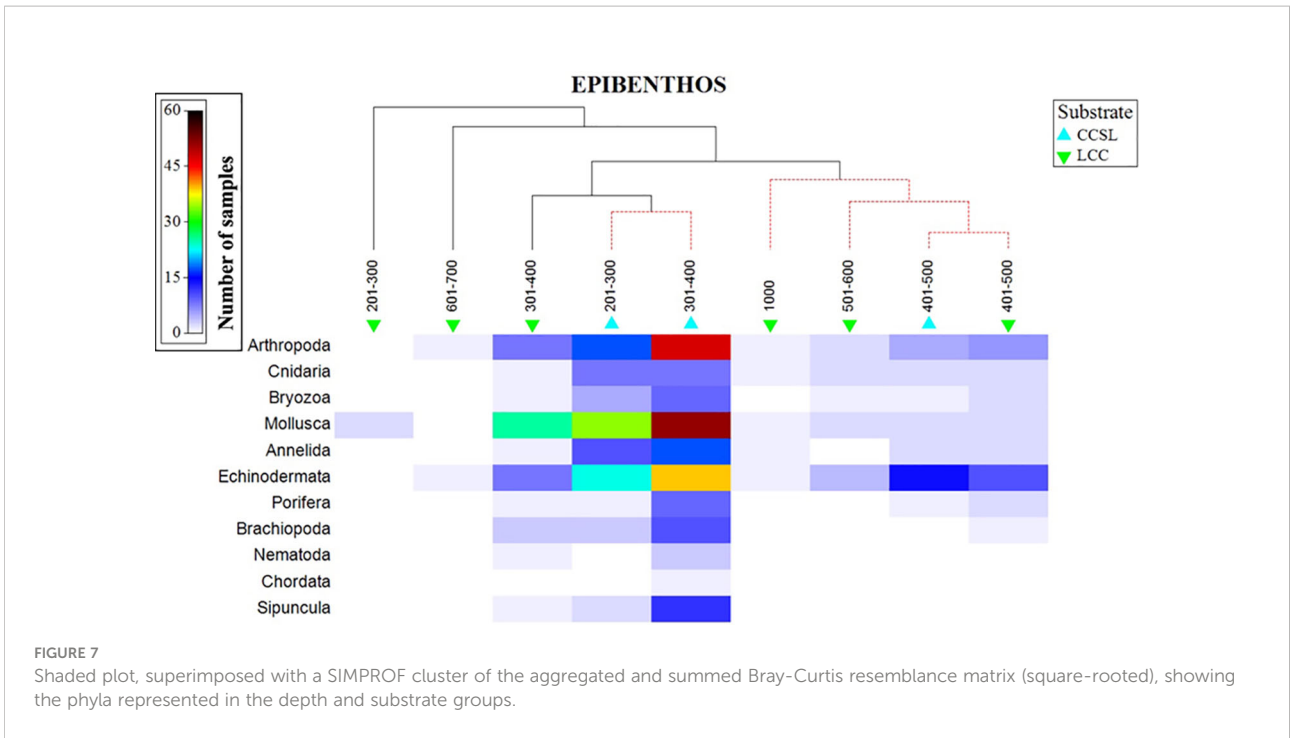 EPIBENTHOS
60
45
30
15
0
Number of samples
Substrate
CCSL
LCC
201-300
601-700
301-400
201-300
301-400
1000
501-600
401-500
401-500
Arthropoda
Cnidaria
Bryozoa
Mollusca
Annelida
Echinodermata
Porifera
Brachiopoda
Nematoda
Chordata
Sipuncula
FIGURE 7
Shaded plot, superimposed with a SIMPROF cluster of the aggregated and summed Bray-Curtis resemblance matrix (square-rooted), showing
the phyla represented in the depth and substrate groups.